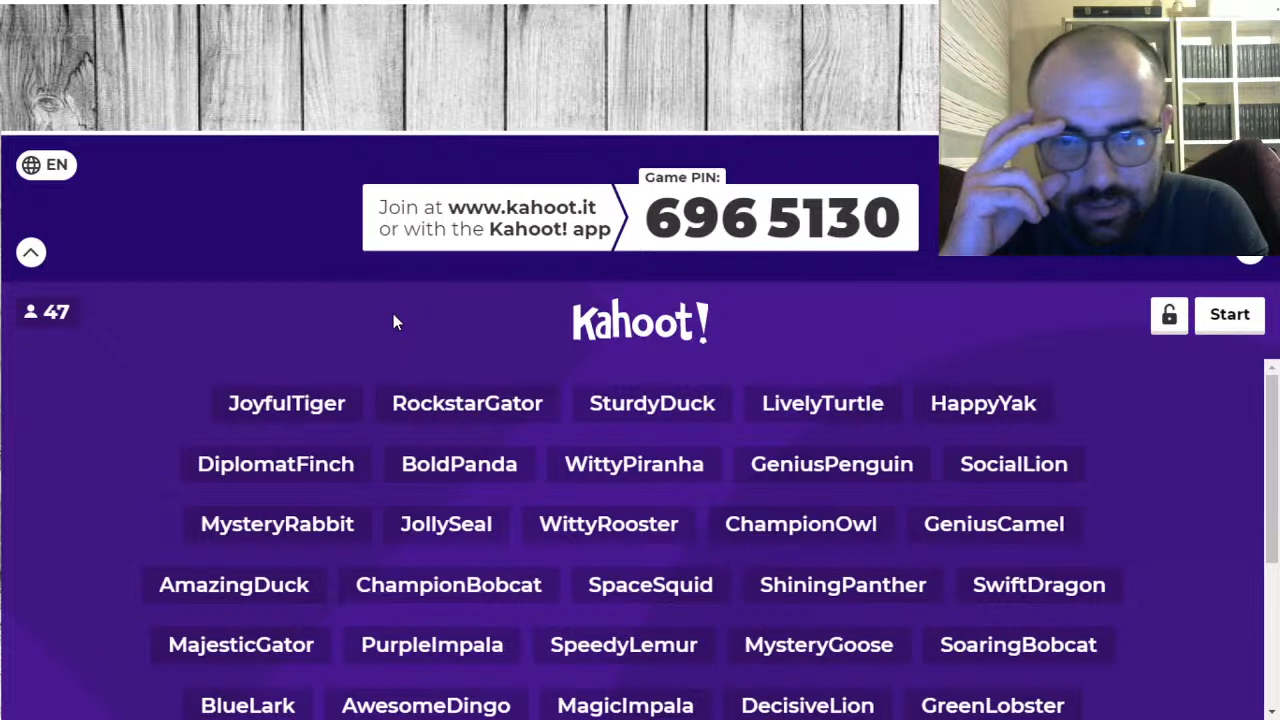 EN
Game PIN:
Join at www.kahoot.it
or with the Kahoot! app
696 5130
47
Kahoot!
Start
JoyfulTiger RockstarGator SturdyDuck LivelyTurtle HappyYak
DiplomatFinch BoldPanda WittyPiranha GeniusPenguin SocialLion
MysteryRabbit JollySeal WittyRooster ChampionOwl GeniusCamel
AmazingDuck ChampionBobcat SpaceSquid ShiningPanther SwiftDragon
MajesticGator PurpleImpala SpeedyLemur MysteryGoose SoaringBobcat
BlueLark AwesomeDingo MagicImpala DecisiveLion GreenLobster